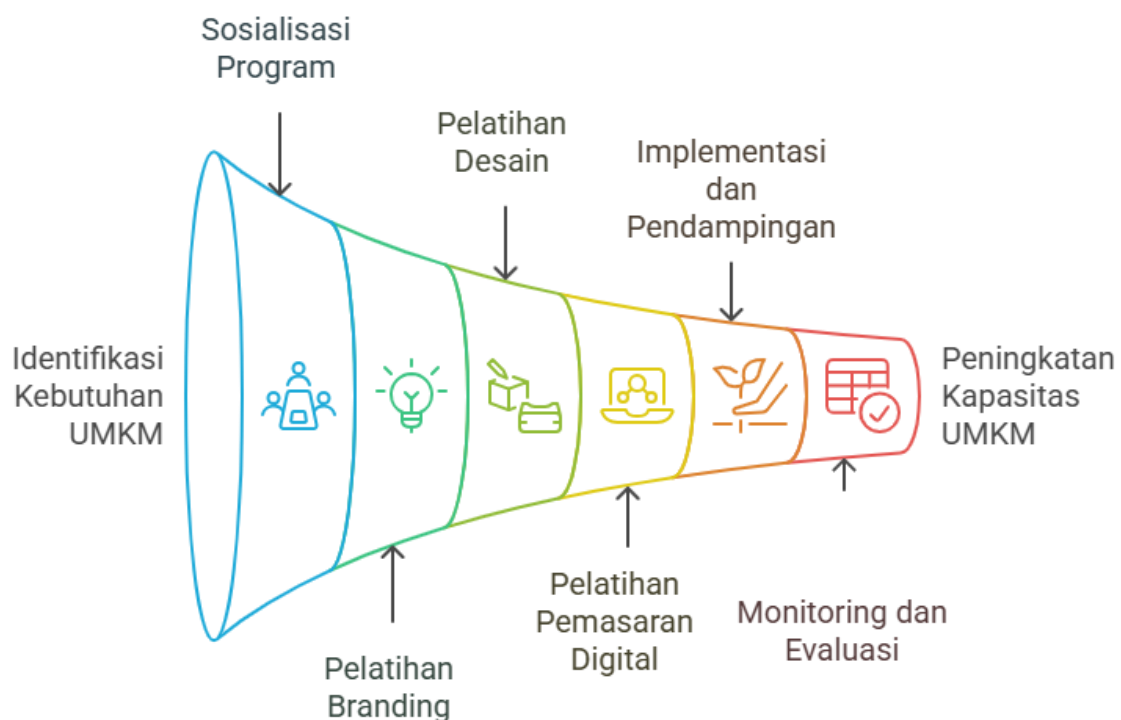 Sosialisasi
Program
Pelatihan
Desain
Implementasi
dan
Pendampingan
Identifikasi
Kebutuhan
UMKM
Peningkatan
Kapasitas
UMKM
Pelatihan
Branding
Pelatihan
Pemasaran
Digital
Monitoring dan
Evaluasi